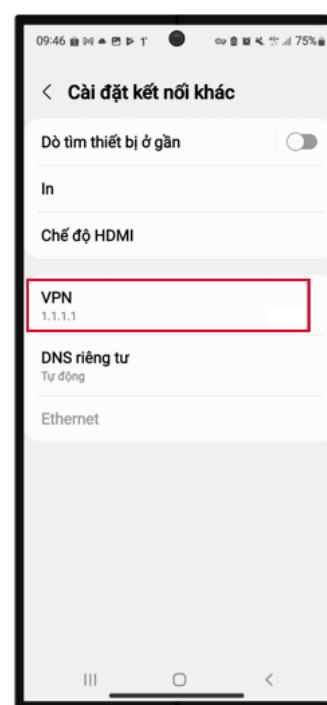 09:46
75%
Cài đặt kết nối khác
Dò tìm thiết bị ở gần
In
Chế độ HDMI
VPN
1.1.1.1
DNS riêng tư
Tự động
Ethernet